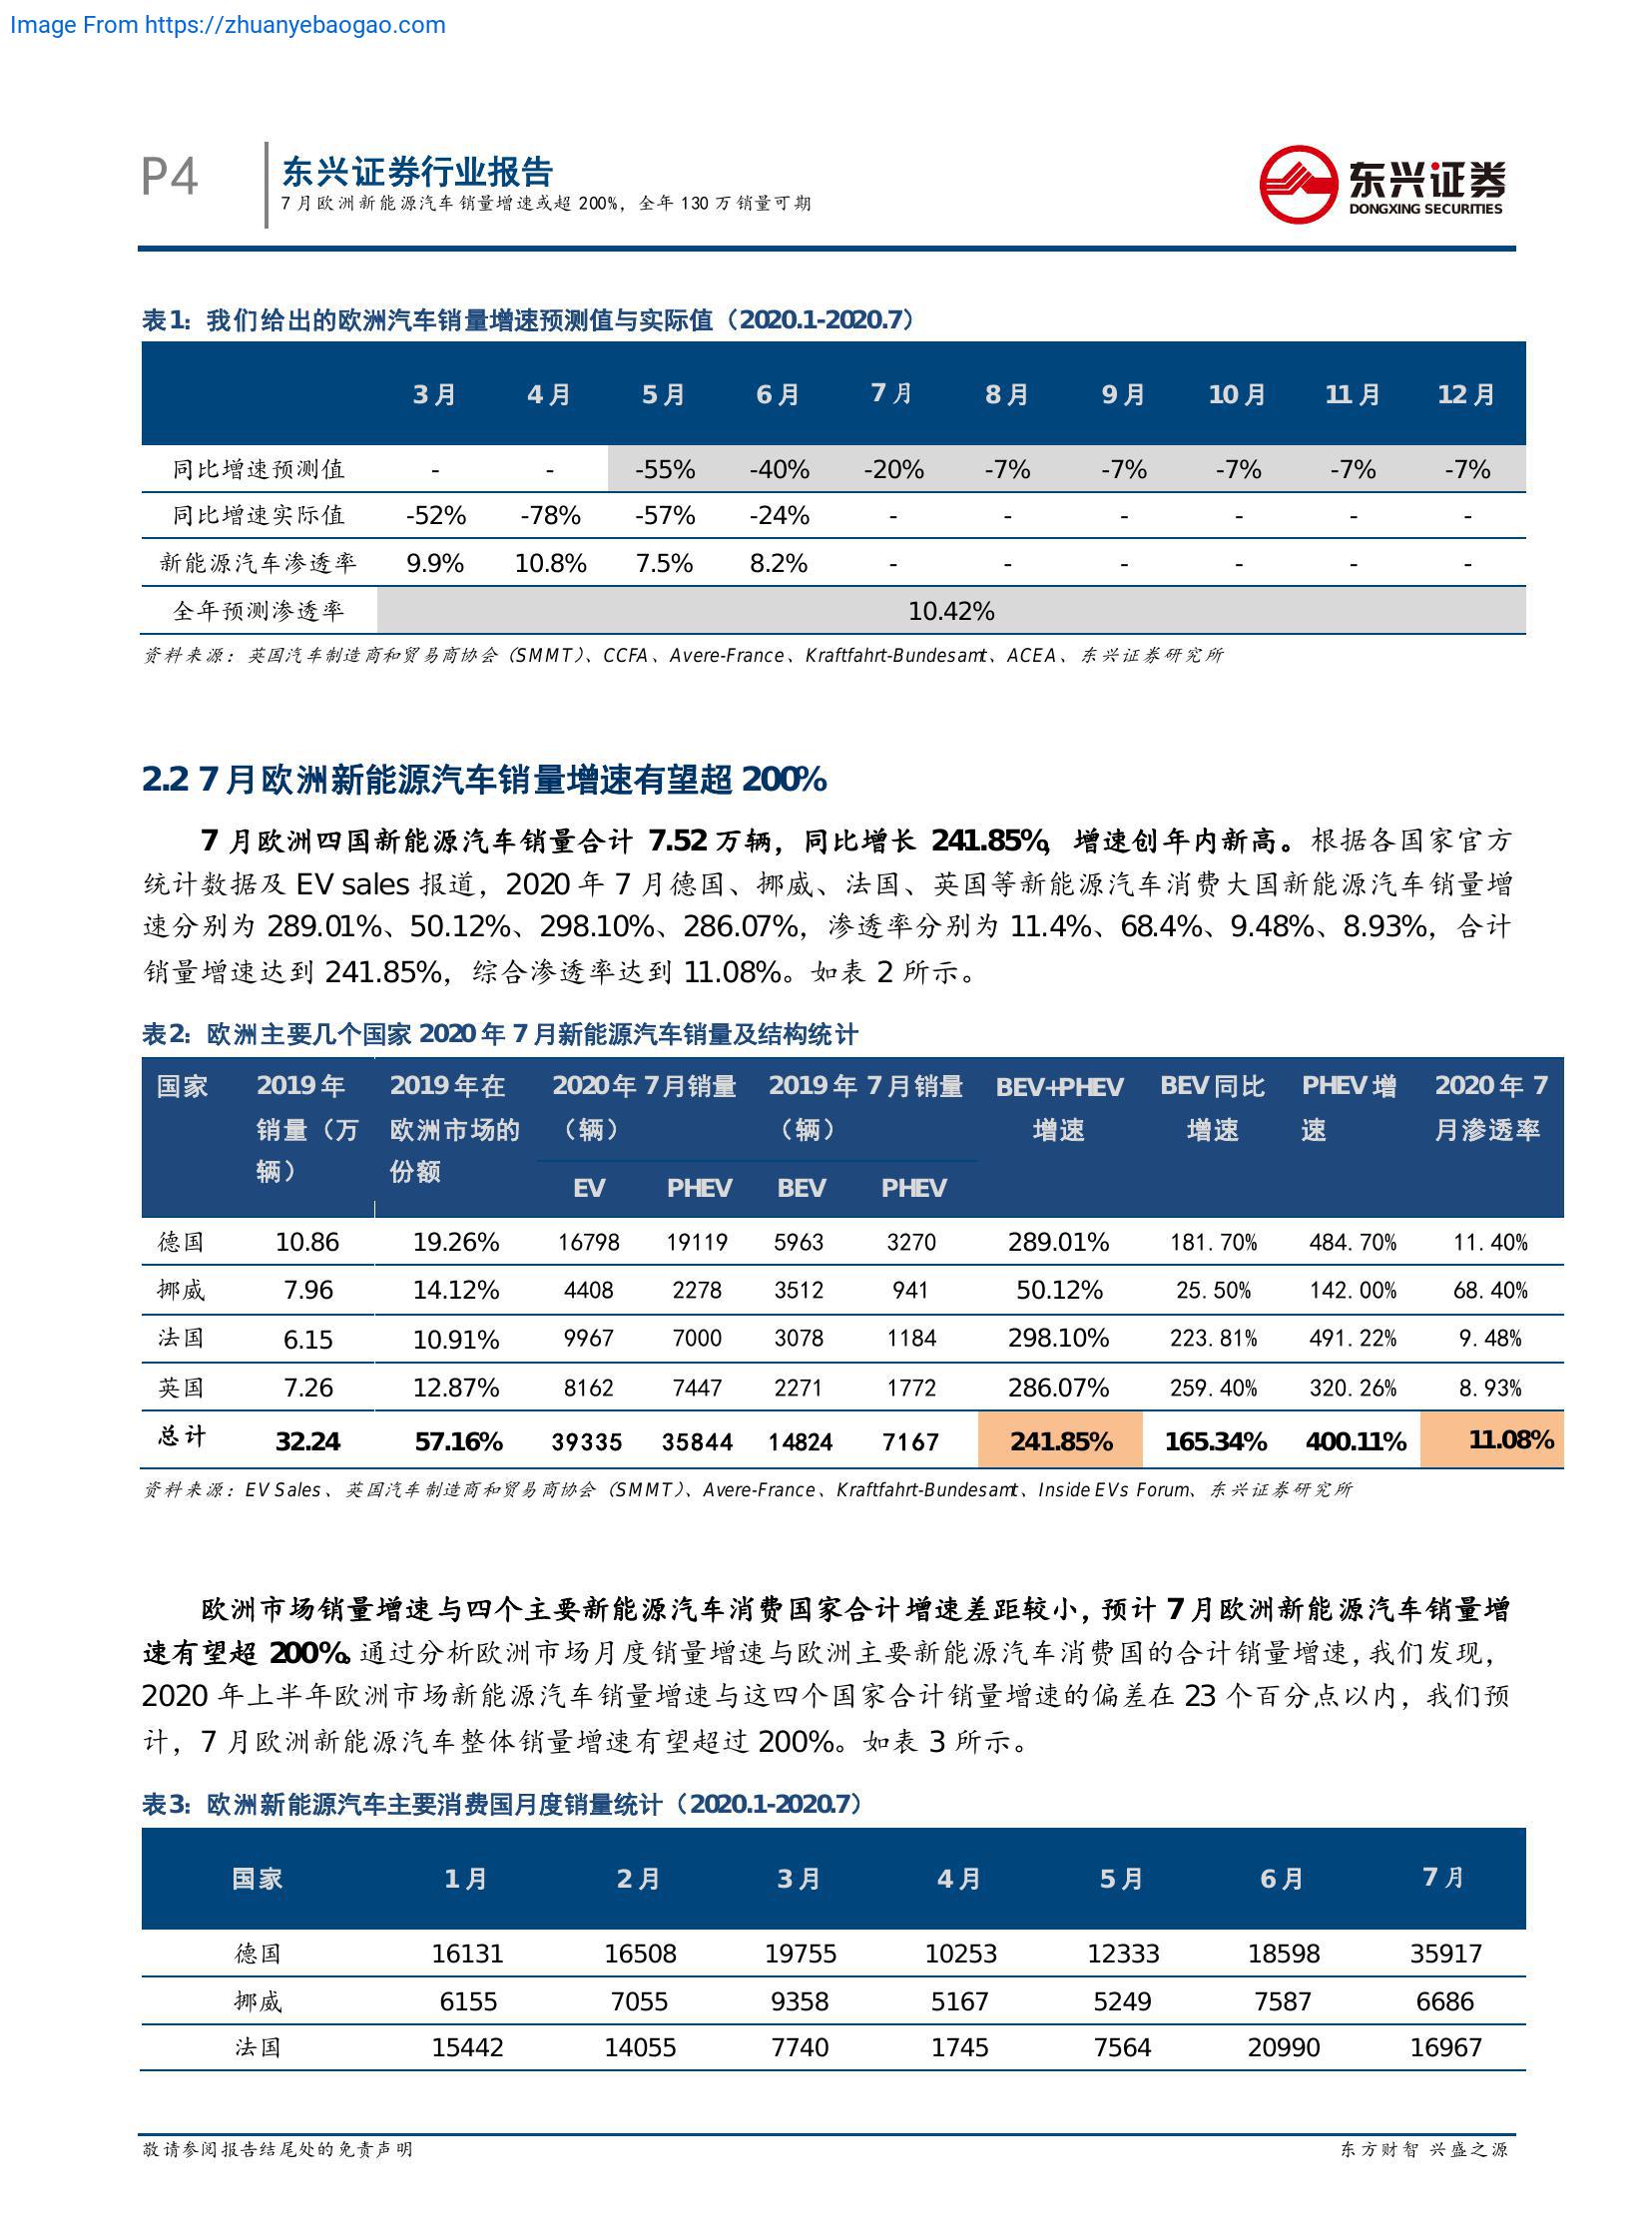 Image From https://zhuanyebaogao.com
P4
东兴证券行业报告
7 月欧洲新能源汽车销量增速或超 200%，全年 130 万销量可期
东兴证券
DONGXING SECURITIES
表1：我们给出的欧洲汽车销量增速预测值与实际值（2020.1-2020.7）
3 月 4 月 5 月 6 月 7 月 8 月 9 月 10 月 11 月 12 月
同比增速预测值 - - -55% -40% -20% -7% -7% -7% -7% -7%
同比增速实际值 -52% -78% -57% -24% - - - - - -
新能源汽车渗透率 9.9% 10.8% 7.5% 8.2% - - - - - -
全年预测渗透率 10.42%
资料来源：英国汽车制造商和贸易商协会（SMMT）、CCFA、Avere-France、Kraftfahrt-Bundesamt、ACEA、东兴证券研究所
2.2 7 月欧洲新能源汽车销量增速有望超 200%
7 月欧洲四国新能源汽车销量合计 7.52 万辆，同比增长 241.85%，增速创年内新高。根据各国家官方
统计数据及 EV sales 报道，2020 年 7 月德国、挪威、法国、英国等新能源汽车消费大国新能源汽车销量增
速分别为 289.01%、50.12%、298.10%、286.07%，渗透率分别为 11.4%、68.4%、9.48%、8.93%，合计
销量增速达到 241.85%，综合渗透率达到 11.08%。如表 2 所示。
表2：欧洲主要几个国家 2020 年 7 月新能源汽车销量及结构统计
国家 2019 年 2019 年在 2020 年 7 月销量 2019 年 7 月销量 BEV+PHEV BEV 同比 PHEV 增 2020 年 7
销量（万 欧洲市场的 （辆） （辆） 增速 增速 速 月渗透率
辆） 份额
EV PHEV BEV PHEV
德国 10.86 19.26% 16798 19119 5963 3270 289.01% 181.70% 484.70% 11.40%
挪威 7.96 14.12% 4408 2278 3512 941 50.12% 25.50% 142.00% 68.40%
法国 6.15 10.91% 9967 7000 3078 1184 298.10% 223.81% 491.22% 9.48%
英国 7.26 12.87% 8162 7447 2271 1772 286.07% 259.40% 320.26% 8.93%
总计 32.24 57.16% 39335 35844 14824 7167 241.85% 165.34% 400.11% 11.08%
资料来源：EV Sales、英国汽车制造商和贸易商协会（SMMT）、Avere-France、Kraftfahrt-Bundesamt、Inside EVs Forum、东兴证券研究所
欧洲市场销量增速与四个主要新能源汽车消费国家合计增速差距较小，预计 7 月欧洲新能源汽车销量增
速有望超 200%。通过分析欧洲市场月度销量增速与欧洲主要新能源汽车消费国的合计销量增速，我们发现，
2020 年上半年欧洲市场新能源汽车销量增速与这四个国家合计销量增速的偏差在 23 个百分点以内，我们预
计，7 月欧洲新能源汽车整体销量增速有望超过 200%。如表 3 所示。
表3：欧洲新能源汽车主要消费国月度销量统计（2020.1-2020.7）
国家 1 月 2 月 3 月 4 月 5 月 6 月 7 月
德国 16131 16508 19755 10253 12333 18598 35917
挪威 6155 7055 9358 5167 5249 7587 6686
法国 15442 14055 7740 1745 7564 20990 16967
敬请参阅报告结尾处的免责声明
东方财智 兴盛之源